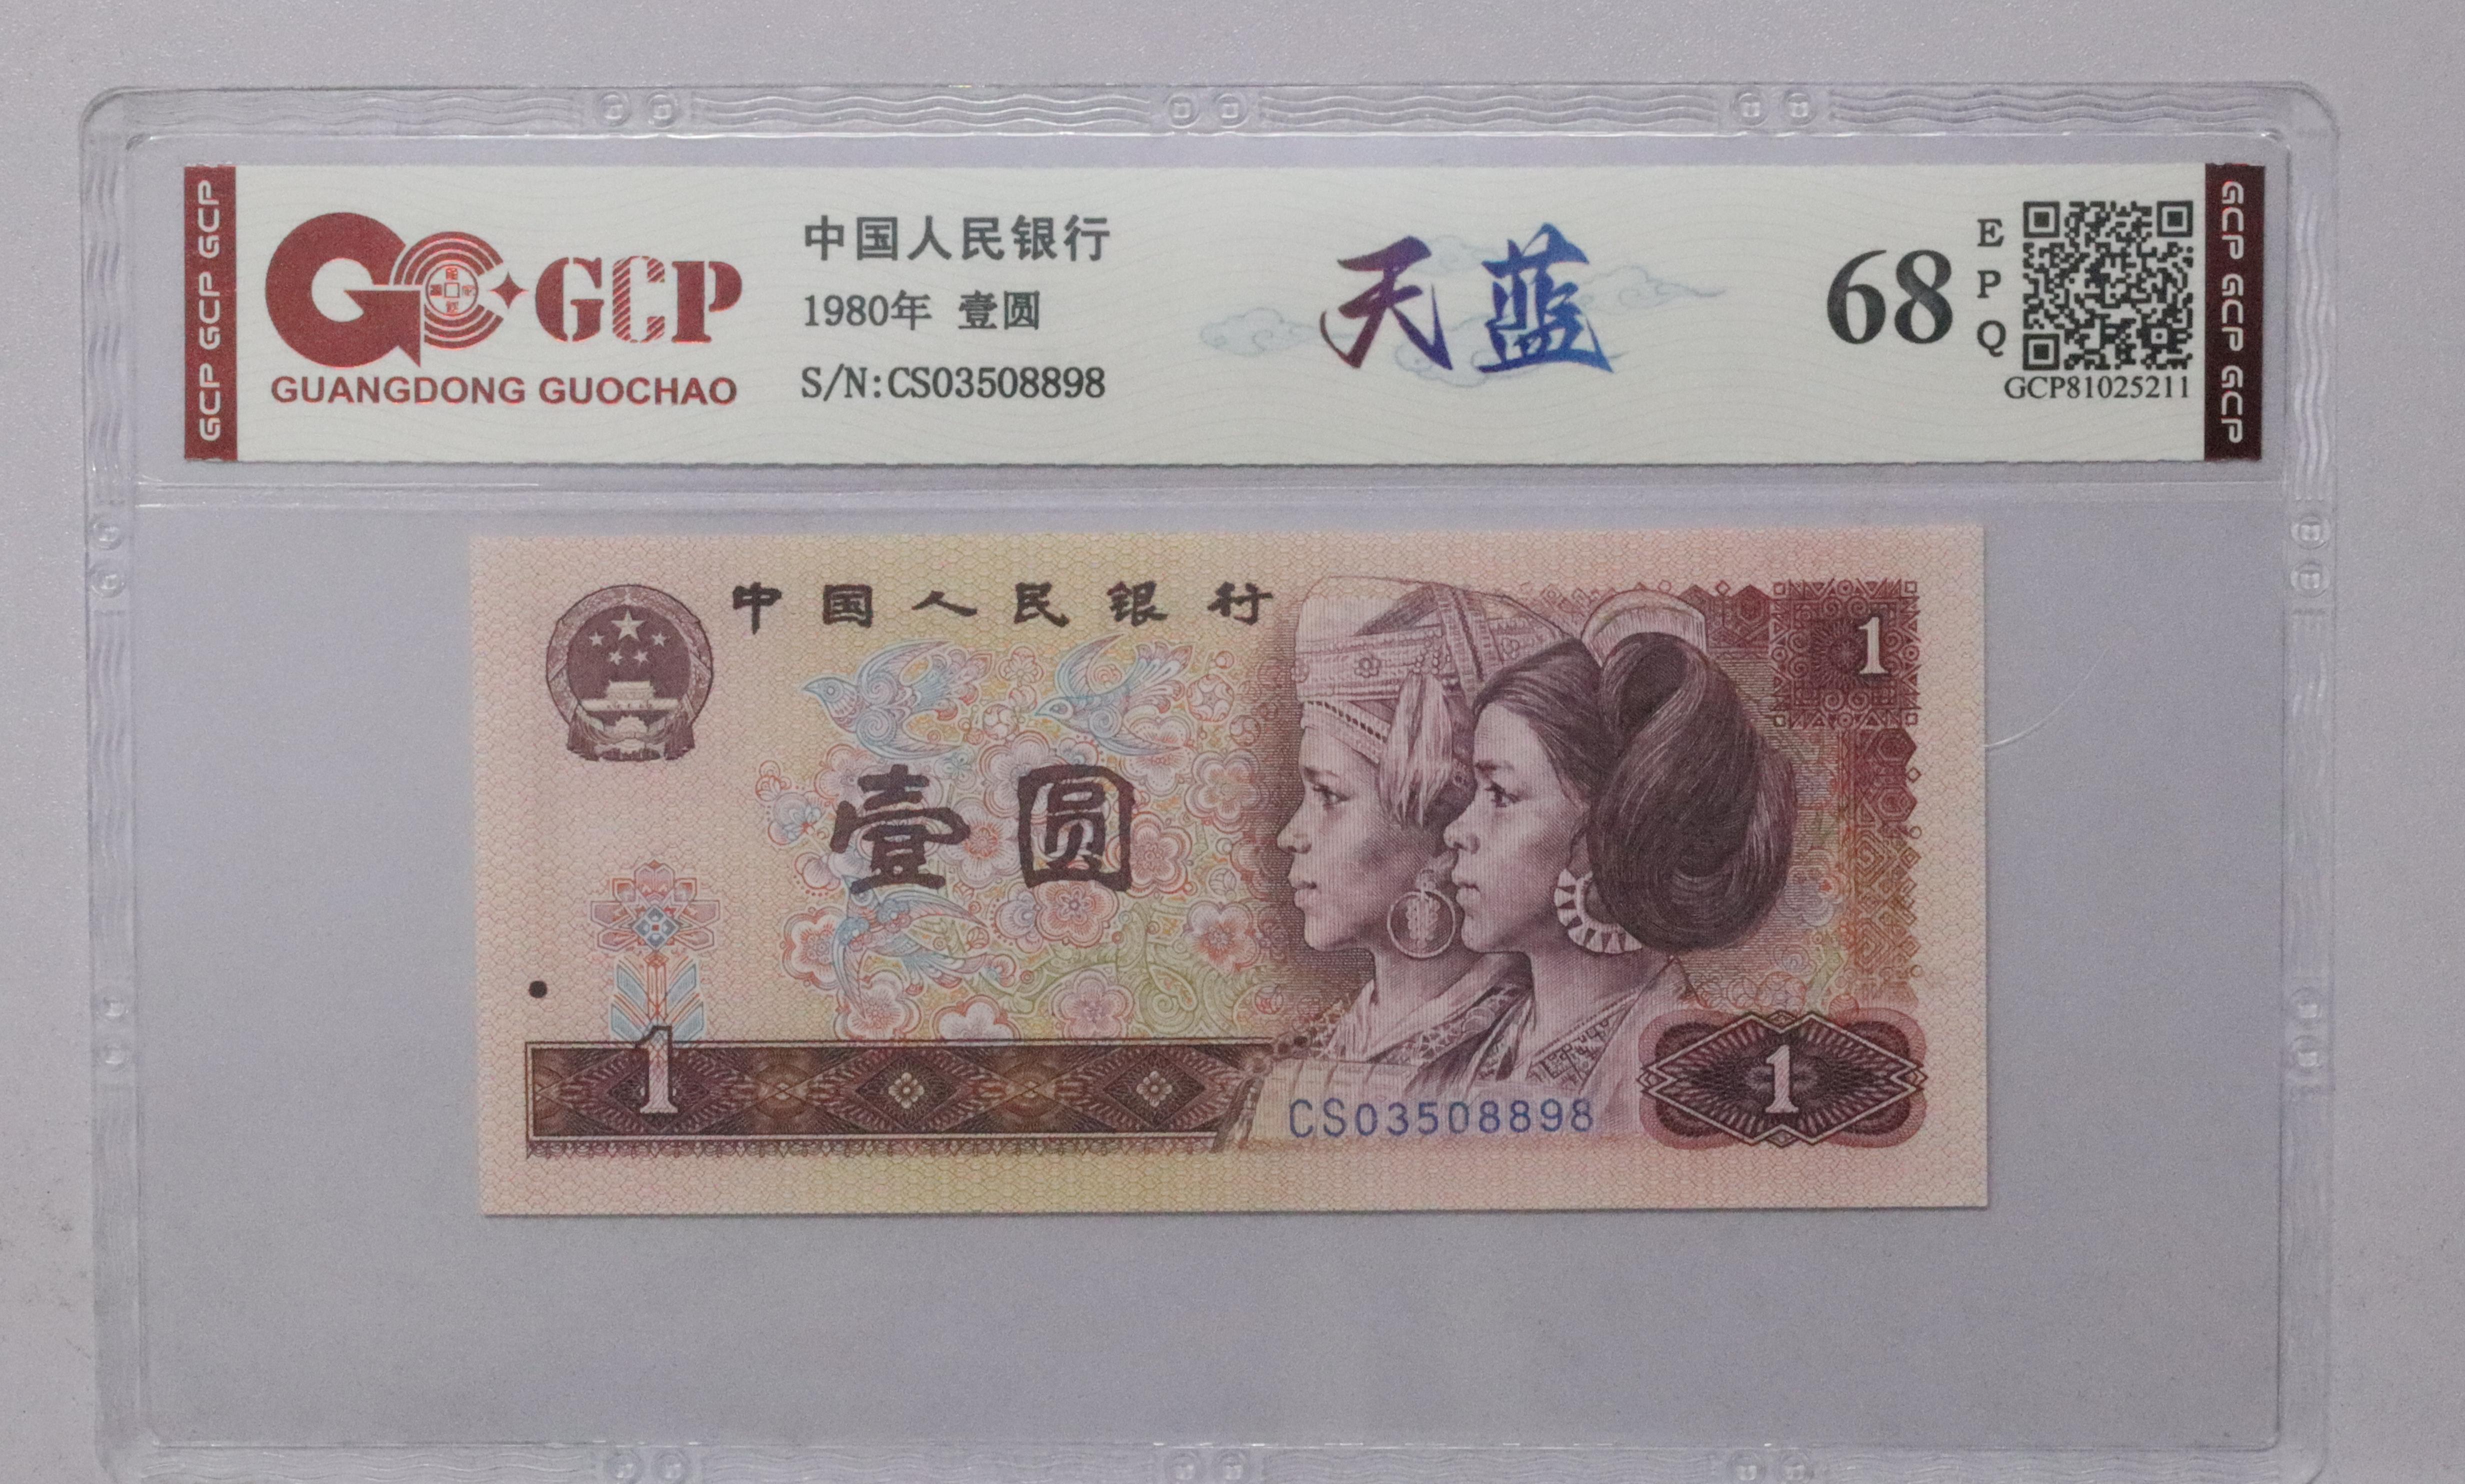 GCP GCP GCP
GCP
GUANGDONG GUOCHAO
中国人民银行
1980年 壹圆
S/N:CS03508898
天蓝
68
EPQ
GCP81025211
GCP GCP GCP
中国人民银行
1
壹圆
1
CS03508898
1